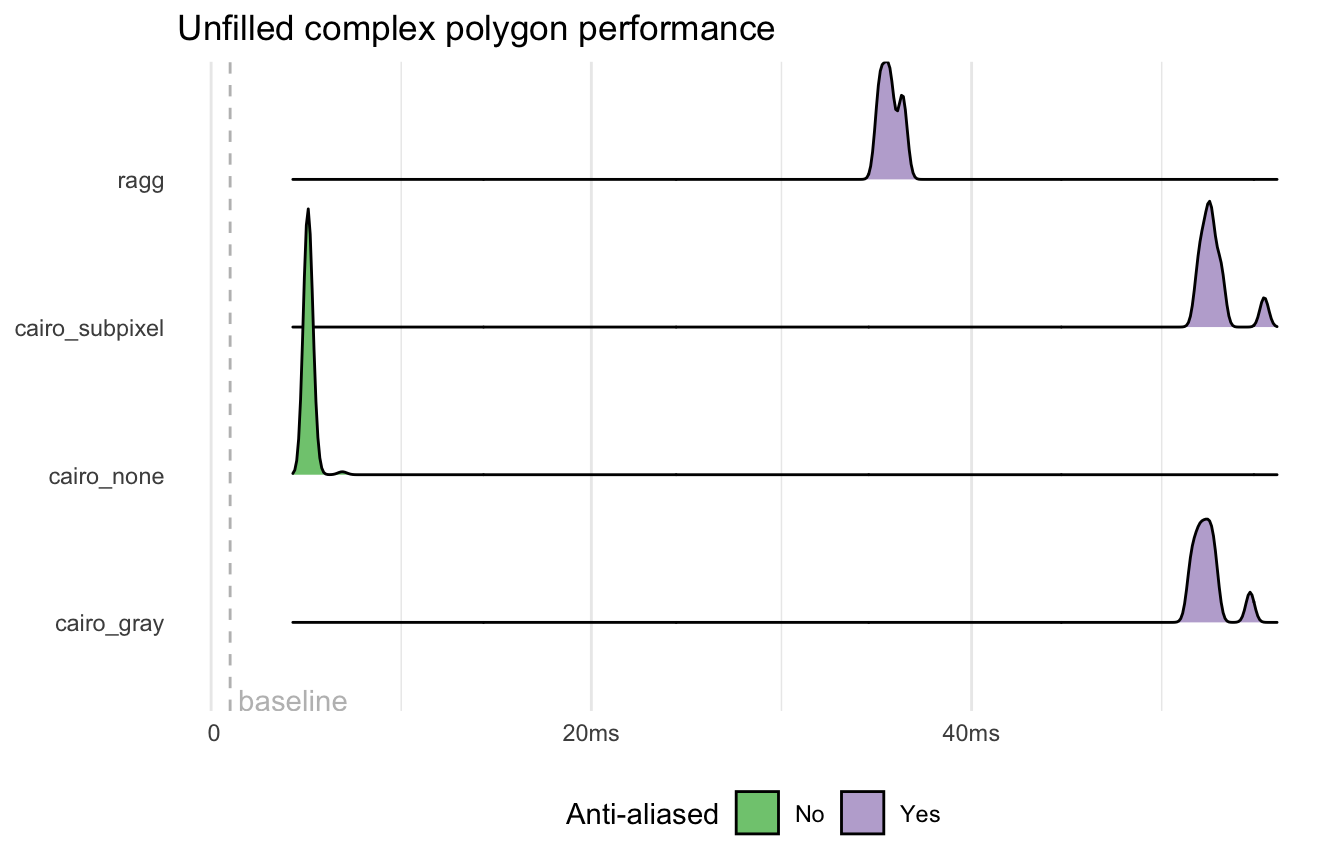 Unfilled complex polygon performance
ragg
cairo_subpixel
cairo_none
cairo_gray
baseline
0 20ms 40ms
Anti-aliased No Yes